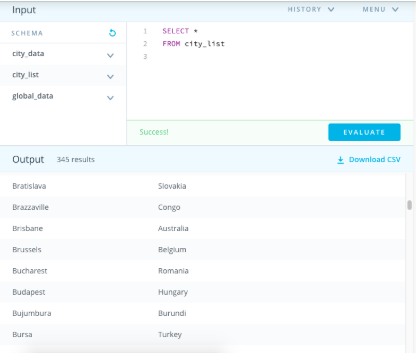 Input HISTORY MENU
SCHEMA
city_data
city_list
global_data
1 SELECT *
2 FROM city_list
3
Success! EVALUATE
Output 345 results Download CSV
Bratislava Slovakia
Brazzaville Congo
Brisbane Australia
Brussels Belgium
Bucharest Romania
Budapest Hungary
Bujumbura Burundi
Bursa Turkey